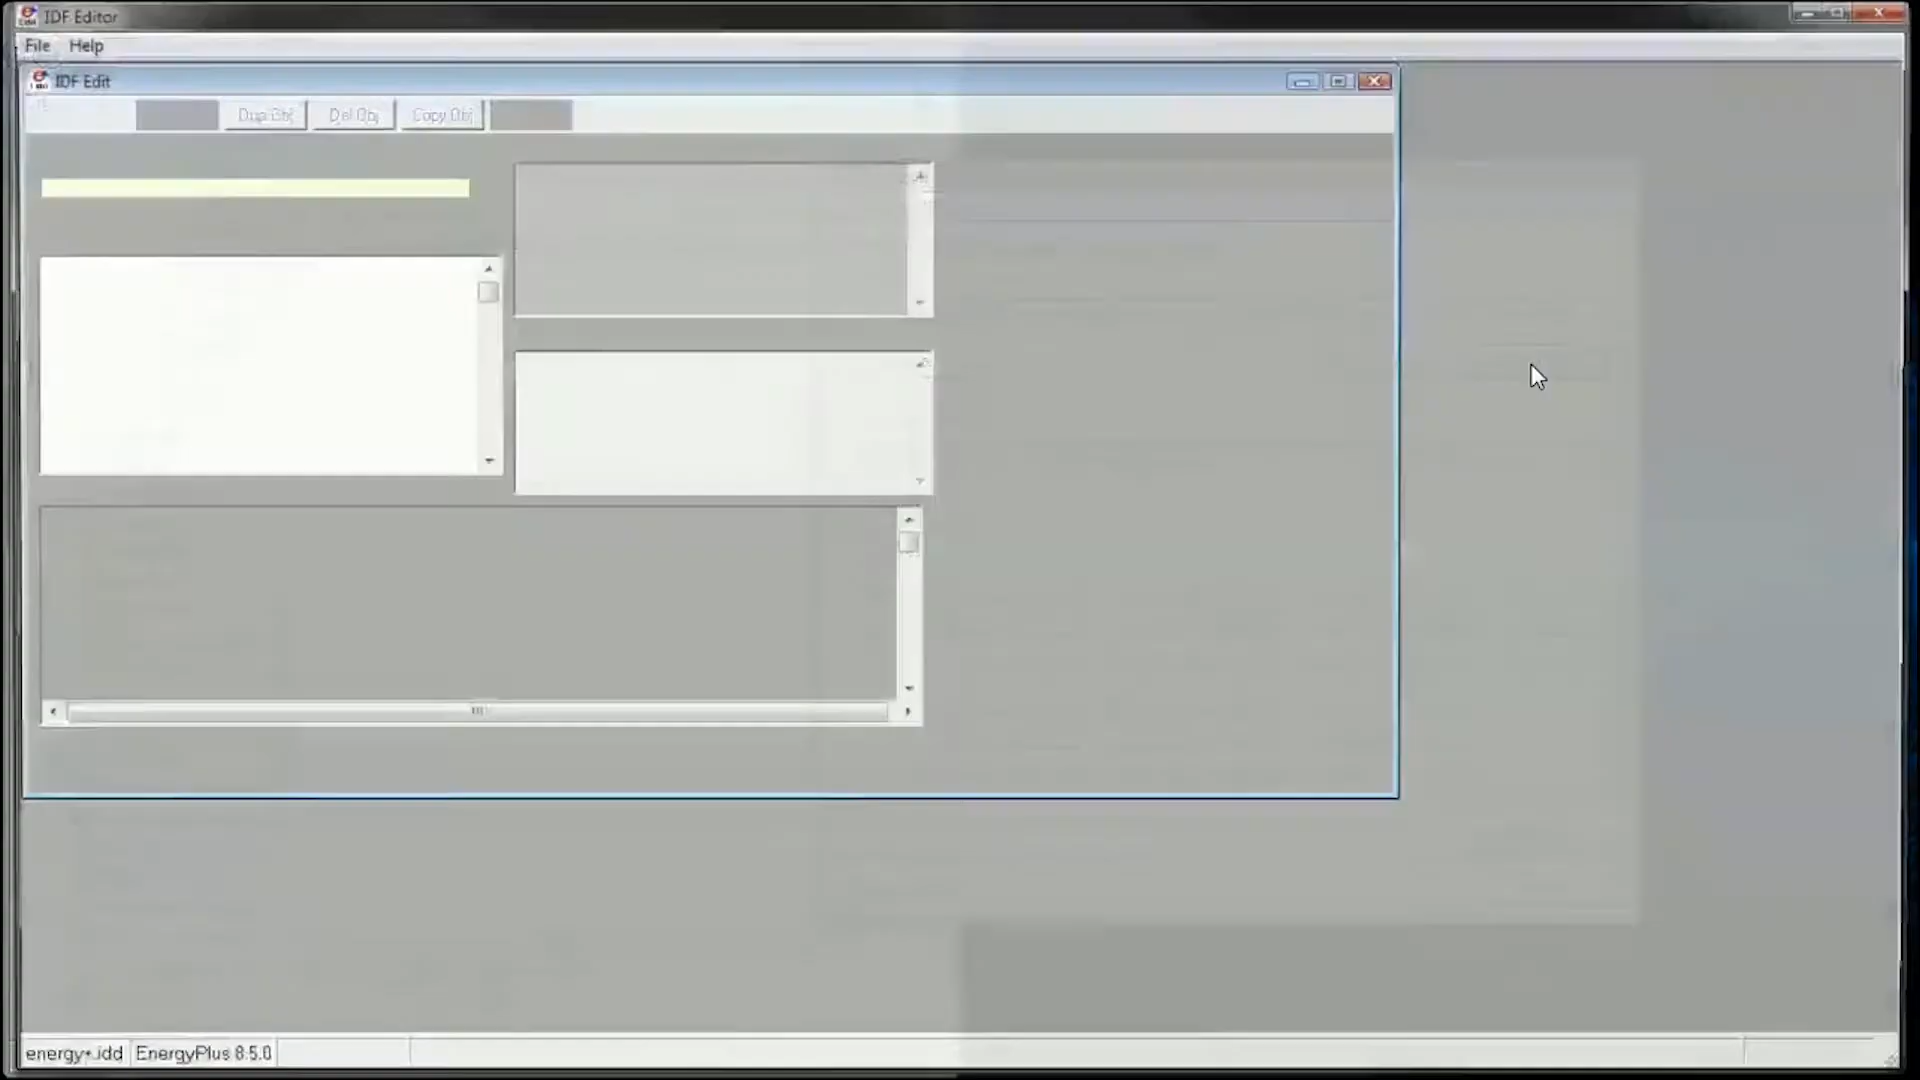 IDF Editor
File Help
IDF Edit
Dup Obj Del Obj Copy Obj
energy+.idd EnergyPlus 8.5.0